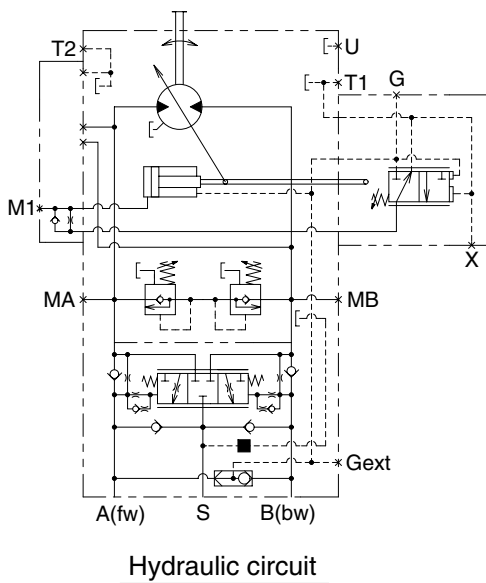 T2
U
T1
G
M1
X
MA
MB
Gext
A(fw) S B(bw)
Hydraulic circuit